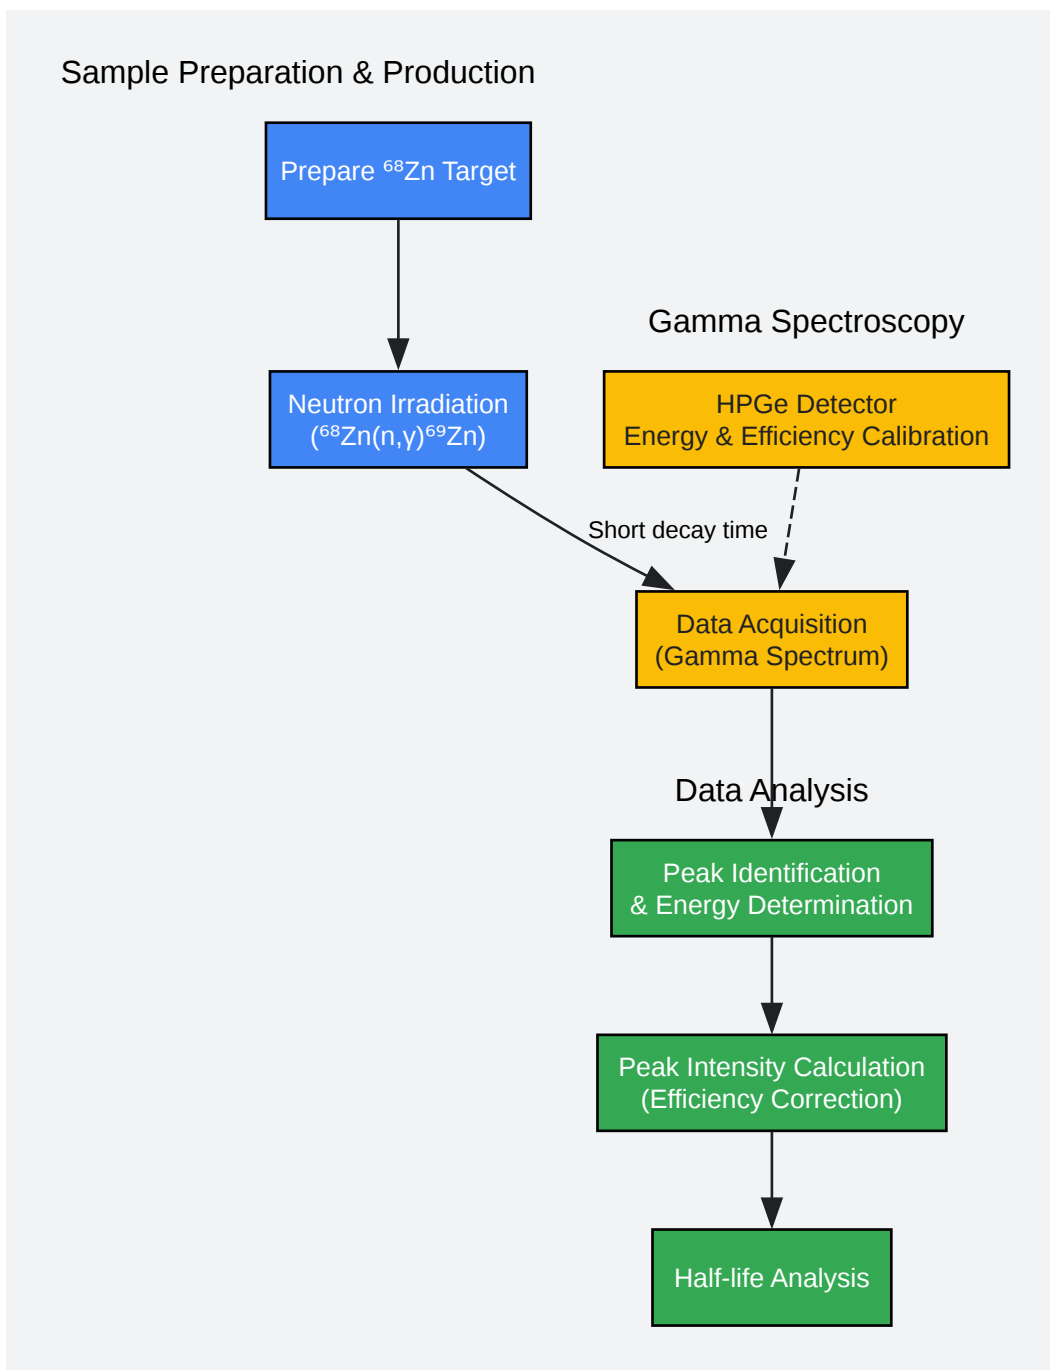 Sample Preparation & Production
Prepare ⁶⁸Zn Target
Gamma Spectroscopy
Neutron Irradiation
(⁶⁸Zn(n,γ)⁶⁹Zn)
HPGe Detector
Energy & Efficiency Calibration
Short decay time
Data Acquisition
(Gamma Spectrum)
Data Analysis
Peak Identification
& Energy Determination
Peak Intensity Calculation
(Efficiency Correction)
Half-life Analysis